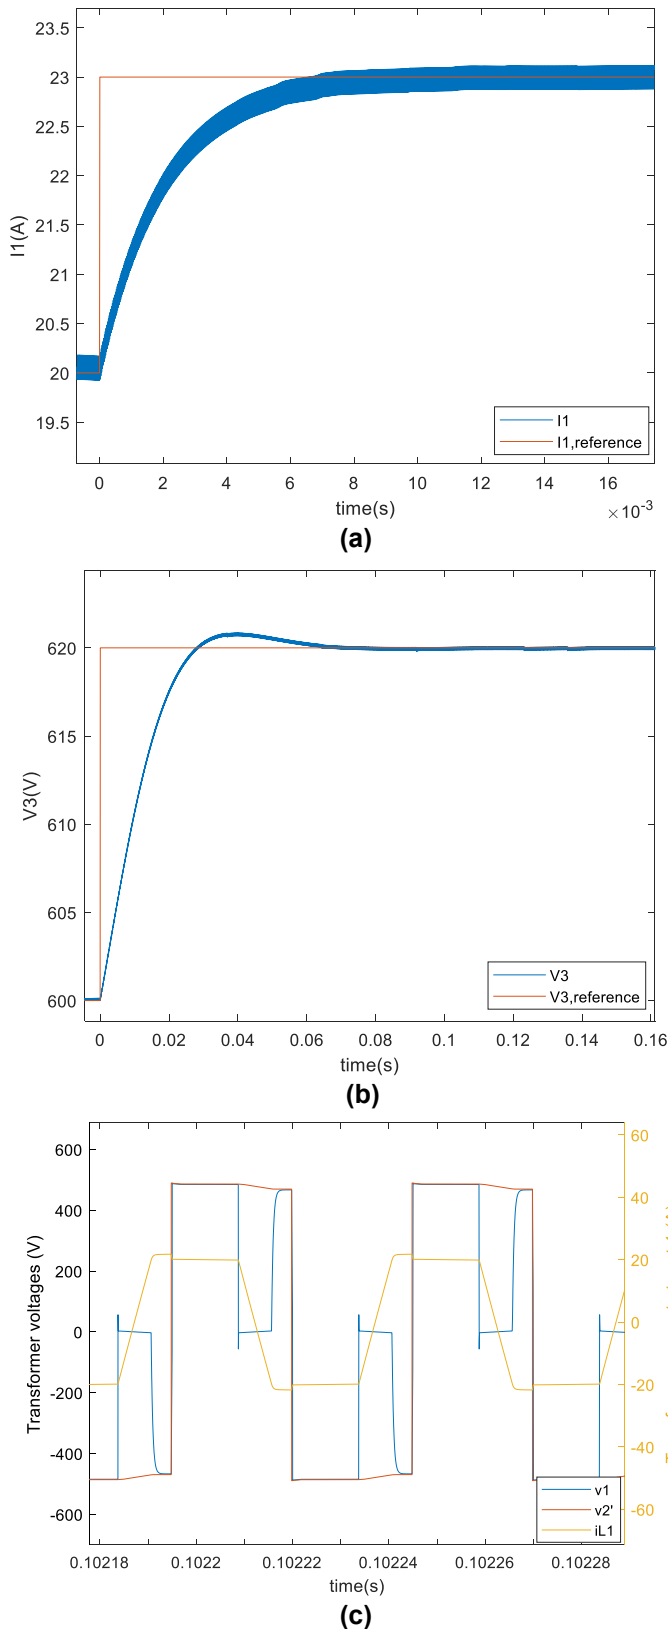 23.5
23
22.5
22
21.5
21
20.5
20
19.5
I1(A)
I1
I1,reference
0 2 4 6 8 10 12 14 16
time(s)
×10-3
(a)
620
615
610
605
600
V3(V)
V3
V3,reference
0 0.02 0.04 0.06 0.08 0.1 0.12 0.14 0.16
time(s)
(b)
600
400
200
0
-200
-400
-600
Transformer voltages (V)
60
40
20
0
-20
-40
-60
v1
v2'
iL1
0.10218 0.1022 0.10222 0.10224 0.10226 0.10228
time(s)
(c)